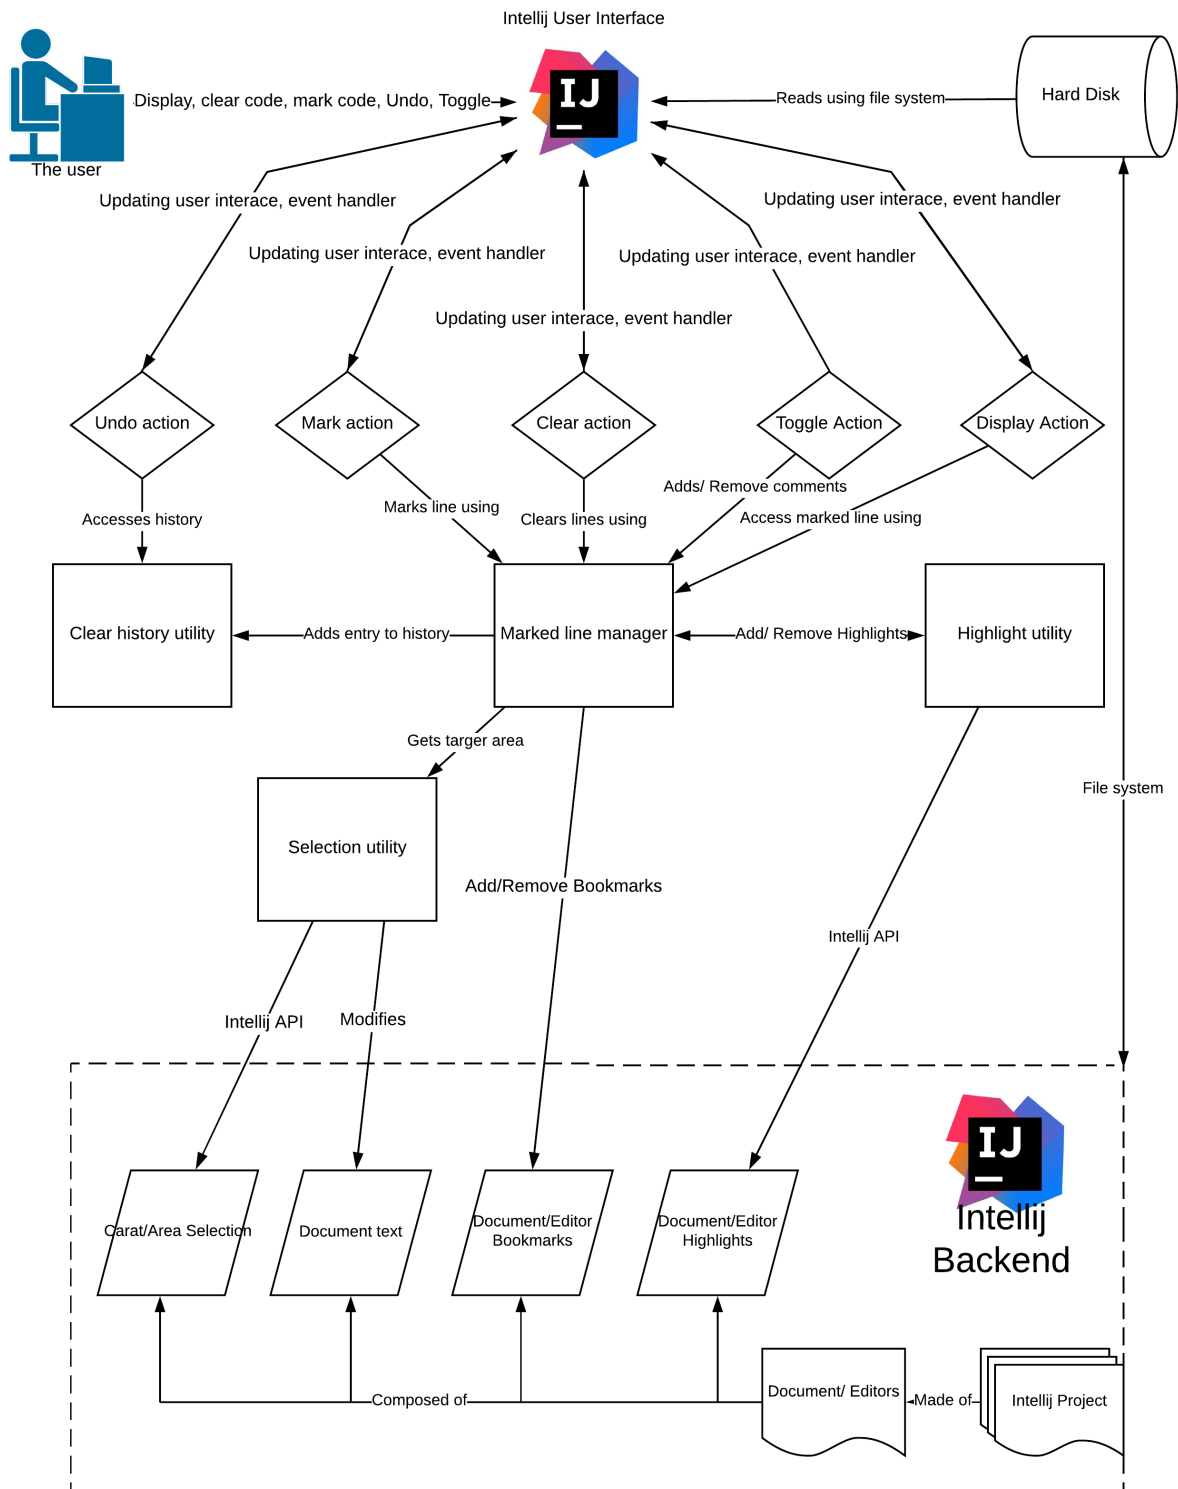 Intellij User Interface
IJ
Hard Disk
Display, clear code, mark code, Undo, Toggle
Reads using file system
The user
Updating user interace, event handler
Updating user interace, event handler
Updating user interace, event handler
Updating user interace, event handler
Updating user interace, event handler
Undo action
Mark action
Clear action
Toggle Action
Display Action
Accesses history
Marks line using
Clears lines using
Adds/ Remove comments
Access marked line using
Clear history utility
Adds entry to history
Marked line manager
Add/ Remove Highlights
Highlight utility
Gets targer area
File system
Selection utility
Add/Remove Bookmarks
Intellij API
Intellij API
Modifies
IJ
Intellij
Backend
Carat/Area Selection
Document text
Document/Editor
Bookmarks
Document/Editor
Highlights
Composed of
Document/ Editors
Made of
Intellij Project